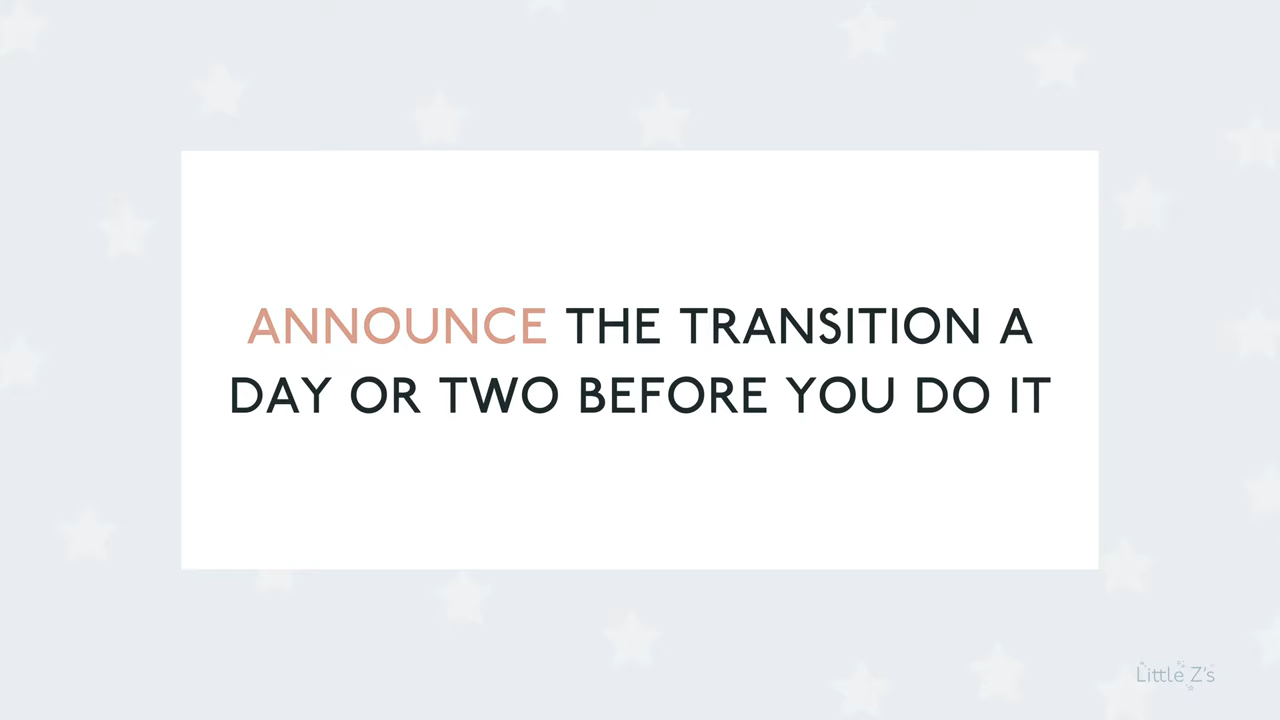 ANNOUNCE THE TRANSITION A
DAY OR TWO BEFORE YOU DO IT
Little Z's